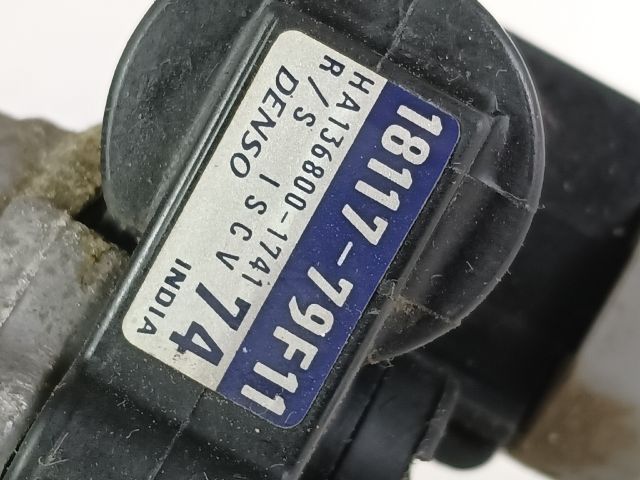 18117-79F11
HA136800-1741 74
R/S ISCV
DENSO INDIA